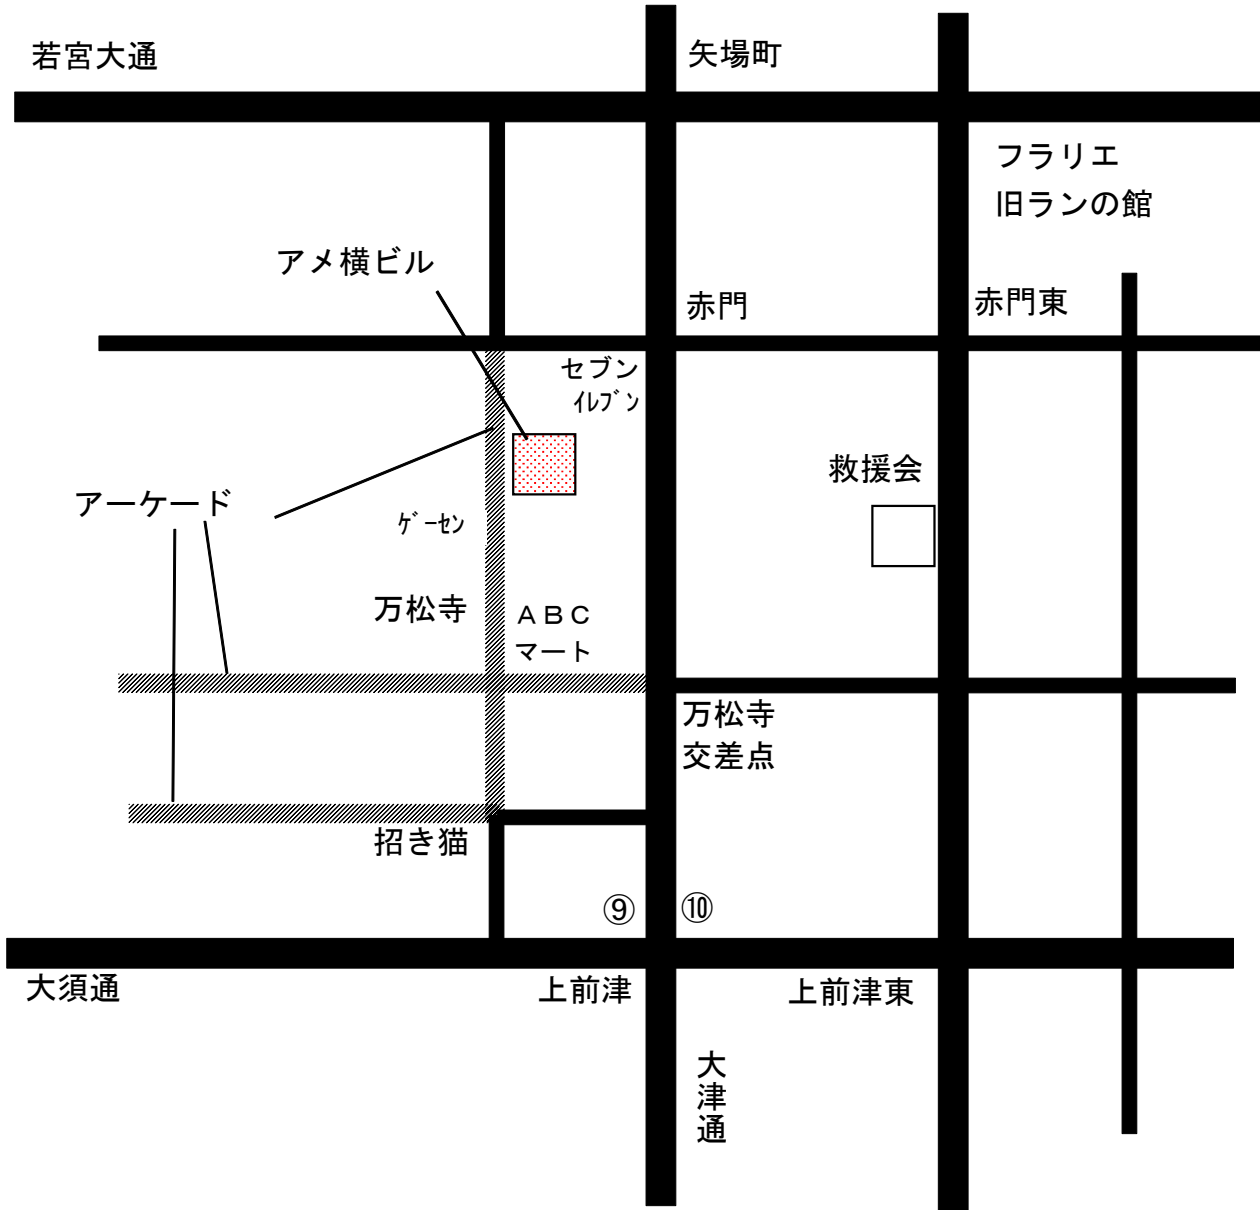 若宮大通
矢場町
フラリエ
旧ランの館
アメ横ビル
赤門
赤門東
セブン
ｲﾚﾌﾞﾝ
救援会
アーケード
ｹﾞｰｾﾝ
万松寺
ＡＢＣ
マート
万松寺
交差点
招き猫
⑨
⑩
大須通
上前津
上前津東
大津通